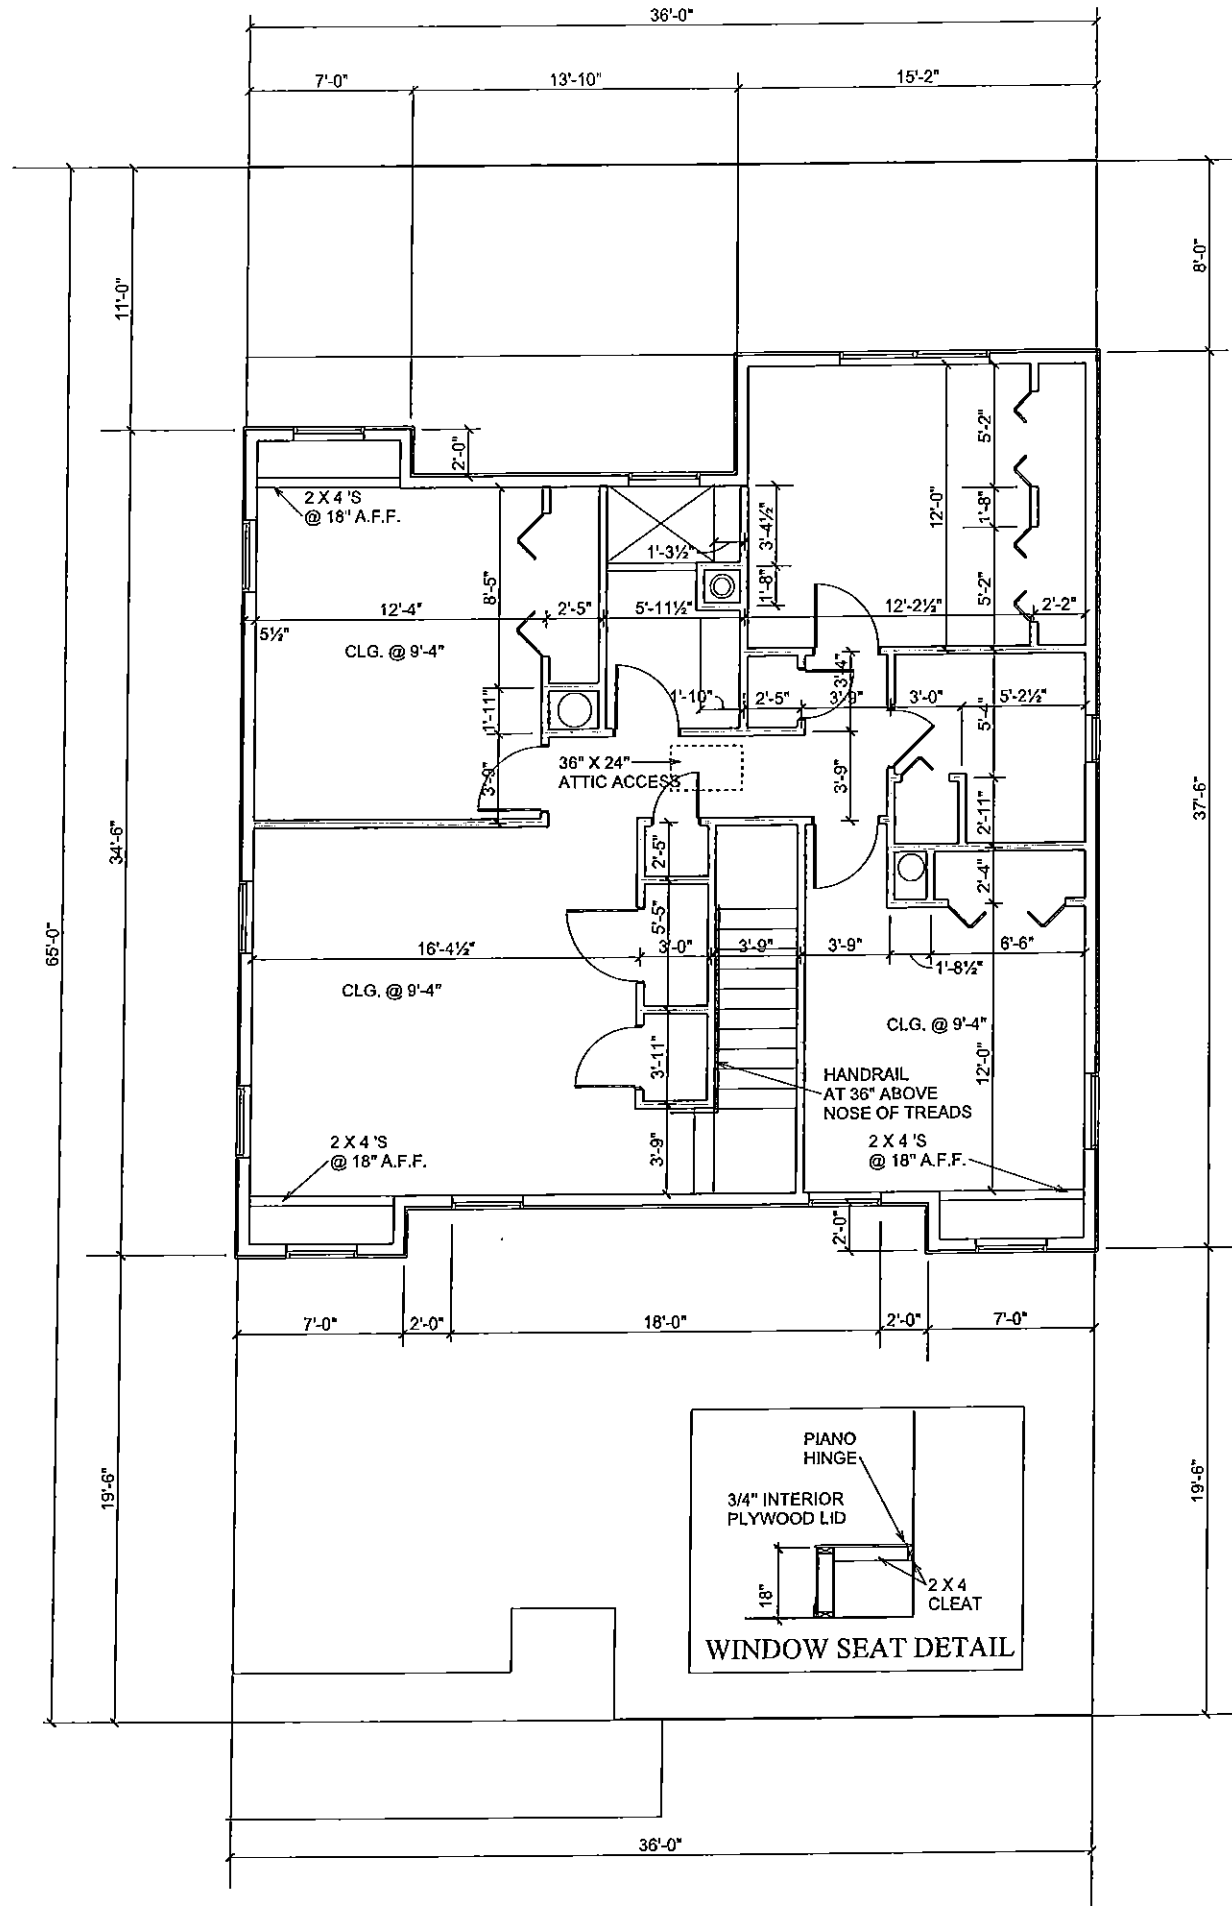 36'-0"
7'-0"
13'-10"
15'-2"
11'-0"
8'-0"
2'-0"
5'-2"
12'-0"
1'-8"
2 X 4 'S
@ 18" A.F.F.
3'-4½"
1'-3½"
1'-8"
8'-5"
5'-2"
12'-4"
2'-5"
5'-11½"
12'-2½"
2'-2"
5½"
CLG. @ 9'-4"
3'-4"
1'-11"
1'-10"
2'-5"
3'-9"
3'-0"
5'-2½"
5'-4"
36" X 24"
ATTIC ACCESS
3'-9"
3'-9"
2'-11"
37'-6"
34'-6"
2'-5"
2'-4"
65'-0"
5'-5"
16'-4½"
3'-0"
3'-9"
3'-9"
6'-6"
1'-8½"
CLG. @ 9'-4"
CLG. @ 9'-4"
3'-11"
12'-0"
HANDRAIL
AT 36" ABOVE
NOSE OF TREADS
2 X 4 'S
@ 18" A.F.F.
3'-9"
2 X 4 'S
@ 18" A.F.F.
2'-0"
7'-0"
2'-0"
18'-0"
2'-0"
7'-0"
19'-6"
19'-6"
PIANO
HINGE
3/4" INTERIOR
PLYWOOD LID
18"
2 X 4
CLEAT
WINDOW SEAT DETAIL
36'-0"